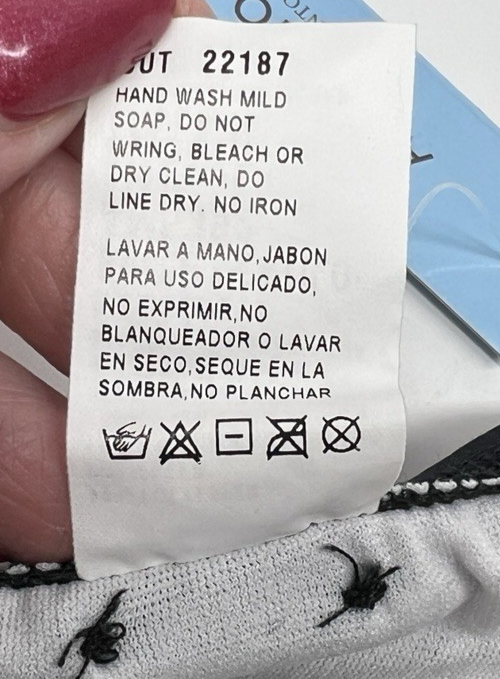 22187
HAND WASH MILD
SOAP, DO NOT
WRING, BLEACH OR
DRY CLEAN, DO
LINE DRY. NO IRON
LAVAR A MANO,JABON
PARA USO DELICADO,
NO EXPRIMIR,NO
BLANQUEADOR O LAVAR
EN SECO,SEQUE EN LA
SOMBRA,NO PLANCHAR